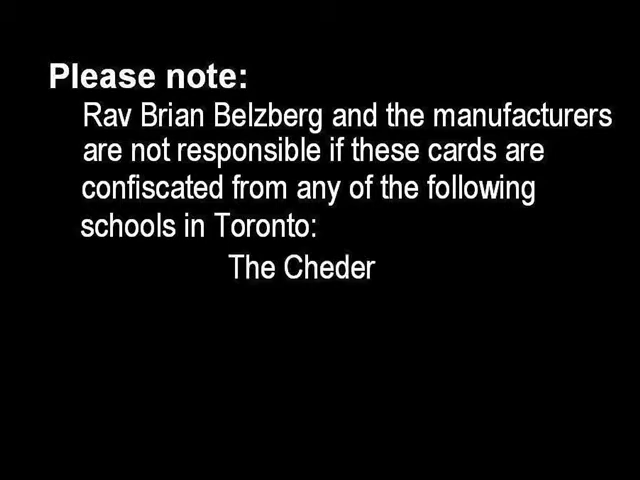 Please note:
Rav Brian Belzberg and the manufacturers
are not responsible if these cards are
confiscated from any of the following
schools in Toronto:
The Cheder